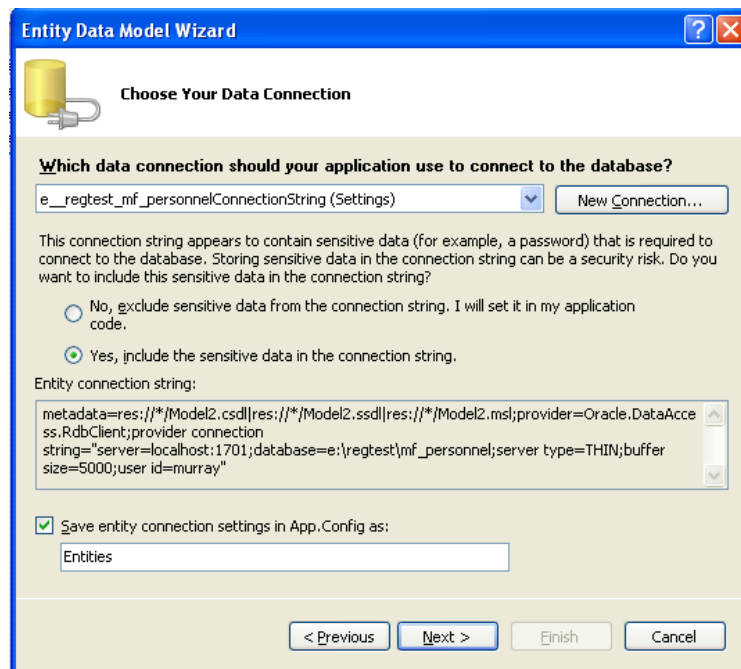 Entity Data Model Wizard
Choose Your Data Connection
Which data connection should your application use to connect to the database?
e__regtest_mf_personnelConnectionString (Settings)
New Connection...
This connection string appears to contain sensitive data (for example, a password) that is required to
connect to the database. Storing sensitive data in the connection string can be a security risk. Do you
want to include this sensitive data in the connection string?
No, exclude sensitive data from the connection string. I will set it in my application
code.
Yes, include the sensitive data in the connection string.
Entity connection string:
metadata=res://*/Model2.csdl|res://*/Model2.ssdl|res://*/Model2.msl;provider=Oracle.DataAcce
ss.RdbClient;provider connection
string="server=localhost:1701;database=e:\regtest\mf_personnel;server type=THIN;buffer
size=5000;user id=murray"
Save entity connection settings in App.Config as:
Entities
< Previous
Next >
Finish
Cancel